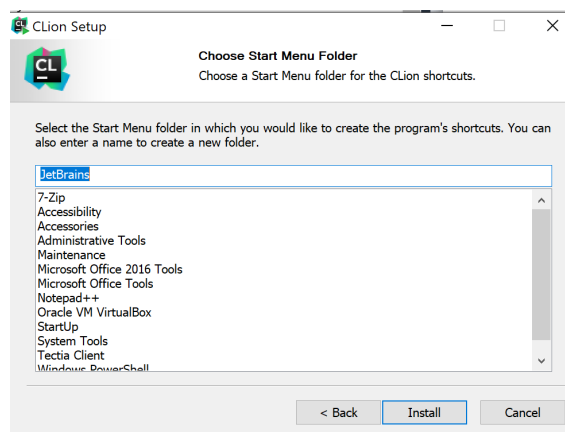 CLion Setup
CL
Choose Start Menu Folder
Choose a Start Menu folder for the CLion shortcuts.
Select the Start Menu folder in which you would like to create the program's shortcuts. You can
also enter a name to create a new folder.
JetBrains
7-Zip
Accessibility
Accessories
Administrative Tools
Maintenance
Microsoft Office 2016 Tools
Microsoft Office Tools
Notepad++
Oracle VM VirtualBox
StartUp
System Tools
Tectia Client
Windows PowerShell
< Back Install Cancel